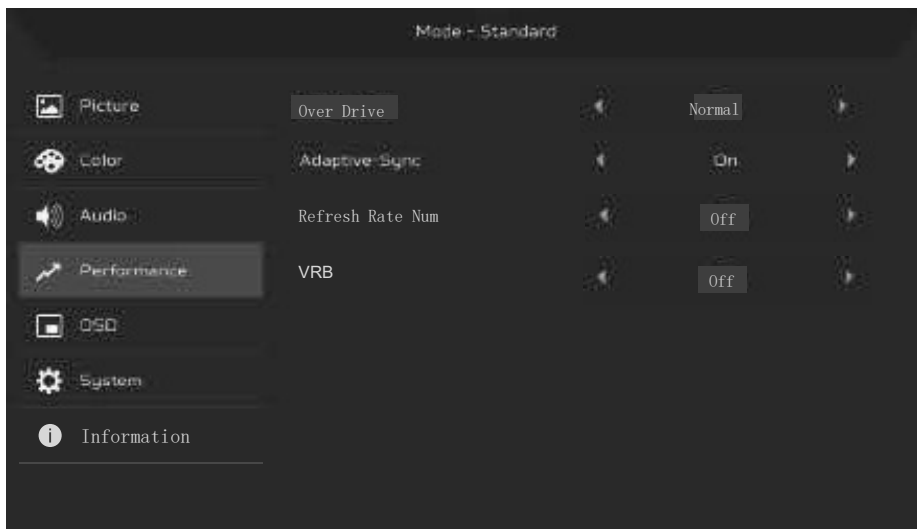 Mode - Standard
Picture
Over Drive Normal
Color
Adaptive-Sync On
Audio
Refresh Rate Num Off
Performance
VRB Off
OSD
System
Information